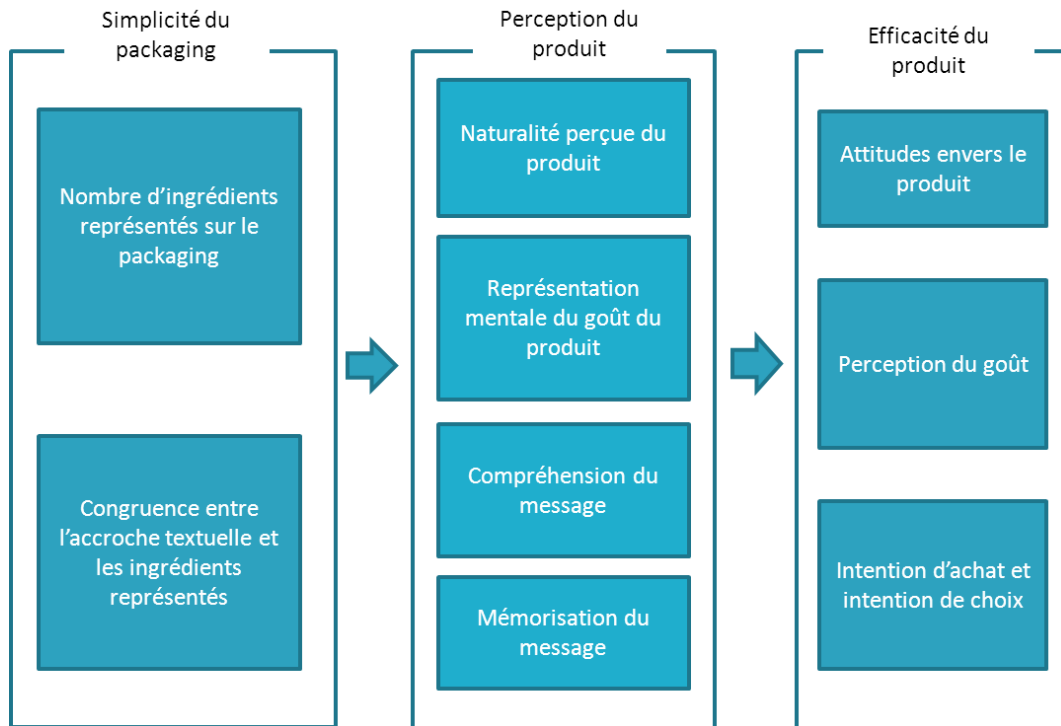 Simplicité du
packaging
Nombre d'ingrédients
représentés sur le
packaging
Congruence entre
l'accroche textuelle et
les ingrédients
représentés
Perception du
produit
Naturalité perçue du
produit
Représentation
mentale du goût du
produit
Compréhension du
message
Mémorisation du
message
Efficacité du
produit
Attitudes envers le
produit
Perception du goût
Intention d'achat et
intention de choix